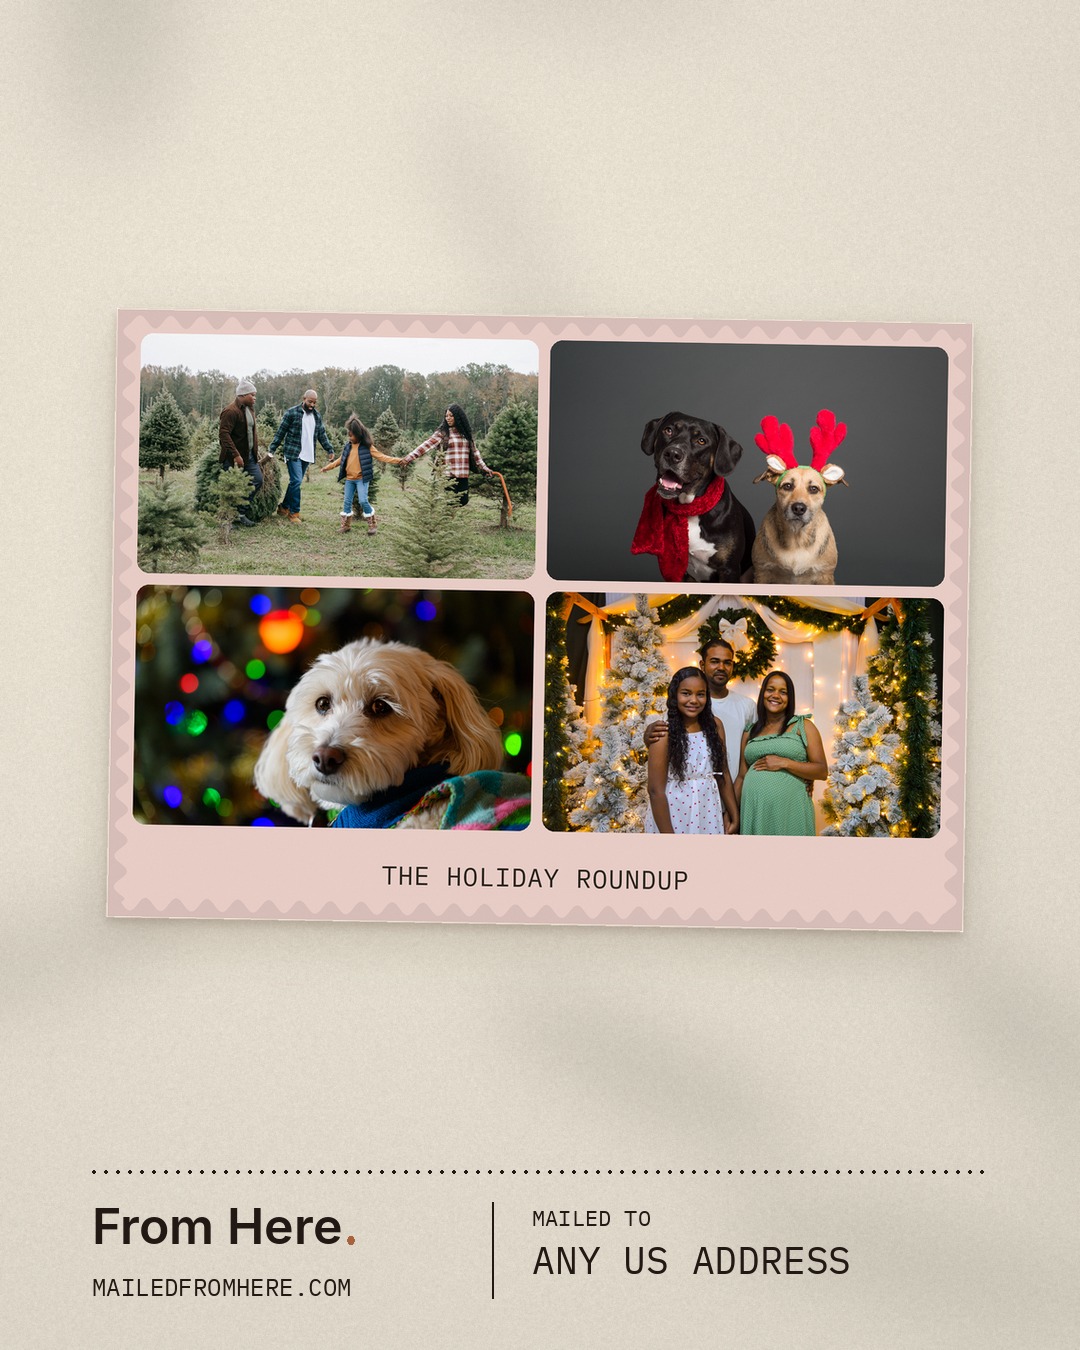 THE HOLIDAY ROUNDUP
From Here.
MAILEDFROMHERE.COM
MAILED TO
ANY US ADDRESS